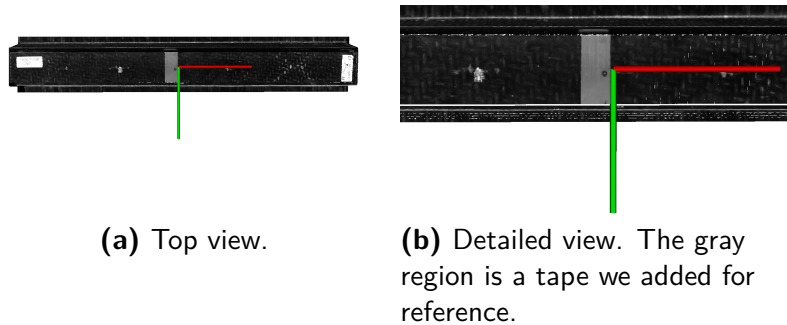 (a) Top view.
(b) Detailed view. The gray
region is a tape we added for
reference.